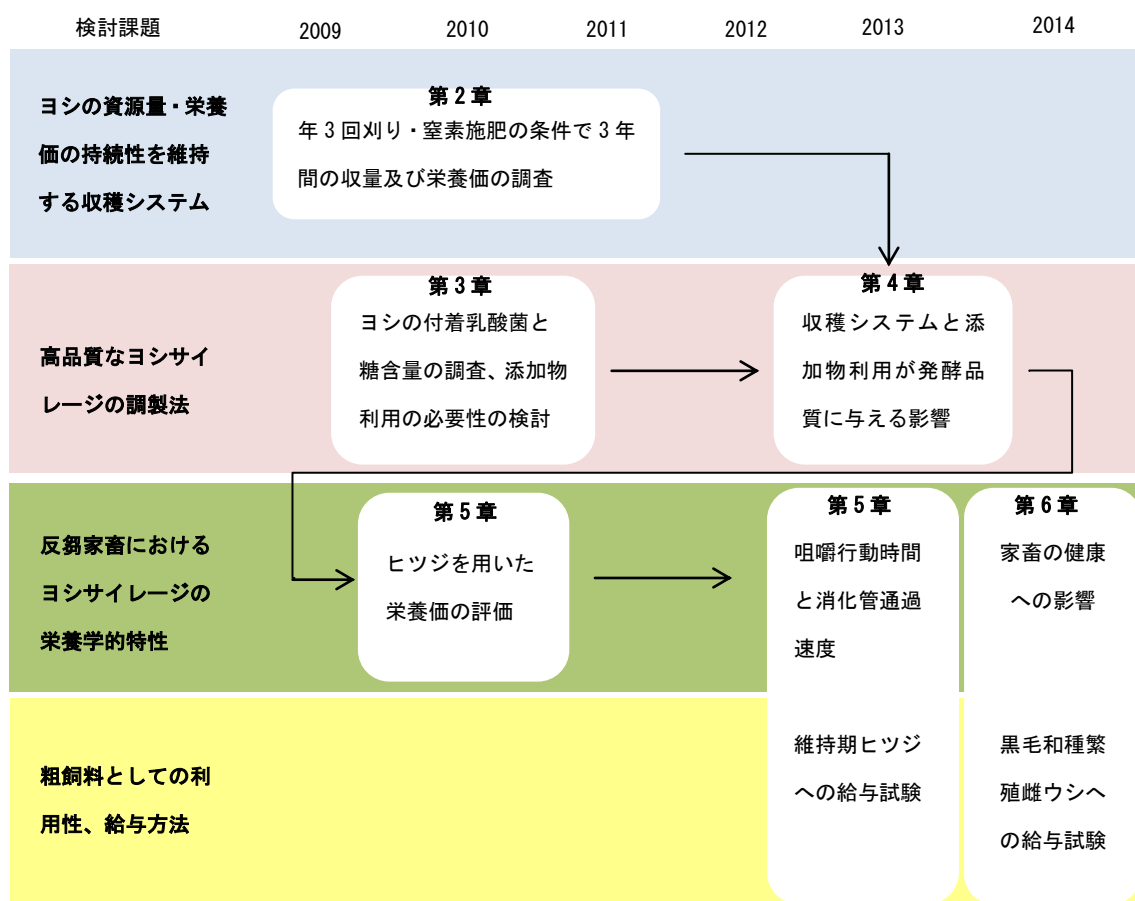 検討課題 2009 2010 2011 2012 2013 2014
ヨシの資源量・栄養
価の持続性を維持
する収穫システム
第2章
年3回刈り・窒素施肥の条件で3年
間の収量及び栄養価の調査
高品質なヨシサイ
レージの調製法
第3章
ヨシの付着乳酸菌と
糖含量の調査、添加物
利用の必要性の検討
第4章
収穫システムと添
加物利用が発酵品
質に与える影響
反芻家畜における
ヨシサイレージの
栄養学的特性
第5章
ヒツジを用いた
栄養価の評価
第5章
咀嚼行動時間
と消化管通過
速度
第6章
家畜の健康
への影響
粗飼料としての利
用性、給与方法
維持期ヒツジ
への給与試験
黒毛和種繁
殖雌ウシへ
の給与試験